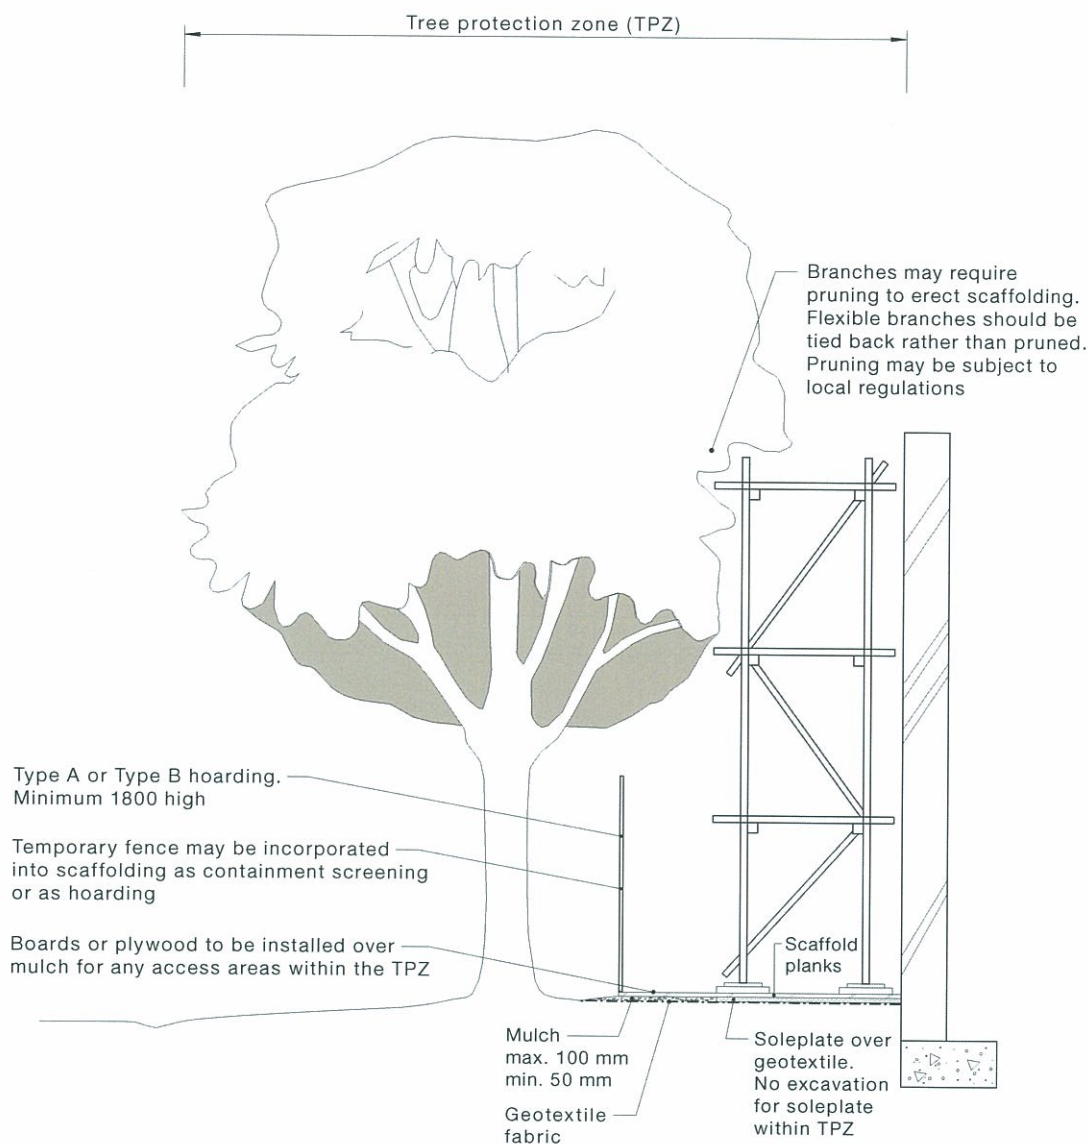 Tree protection zone (TPZ)
Branches may require
pruning to erect scaffolding.
Flexible branches should be
tied back rather than pruned.
Pruning may be subject to
local regulations
Type A or Type B hoarding.
Minimum 1800 high
Temporary fence may be incorporated
into scaffolding as containment screening
or as hoarding
Boards or plywood to be installed over
mulch for any access areas within the TPZ
Scaffold
planks
Mulch
max. 100 mm
min. 50 mm
Geotextile
fabric
Soleplate over
geotextile.
No excavation
for soleplate
within TPZ